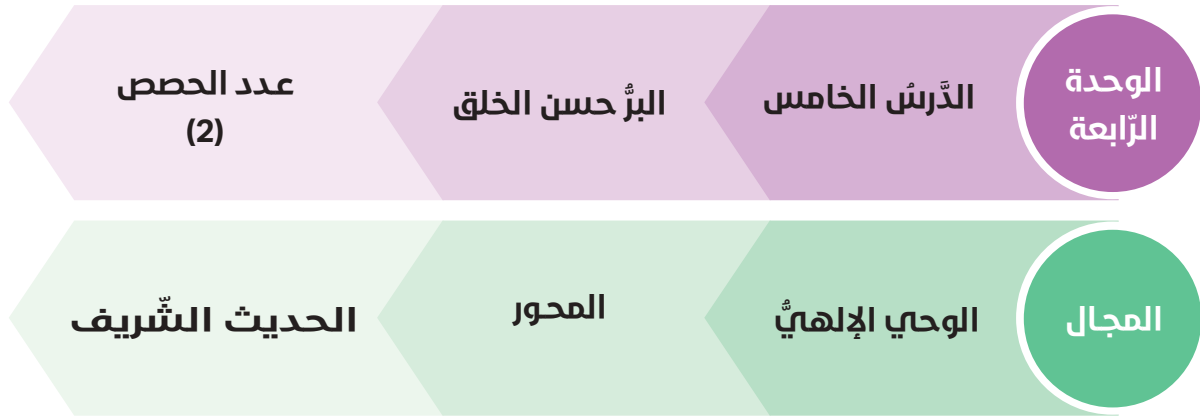 الوحدة
الرّابعة
الدَّرسُ الخامس
البرُّ حسن الخلق
عدد الحصص
(2)
المجال
الوحي الإلهيُّ
المحور
الحديث الشّريف